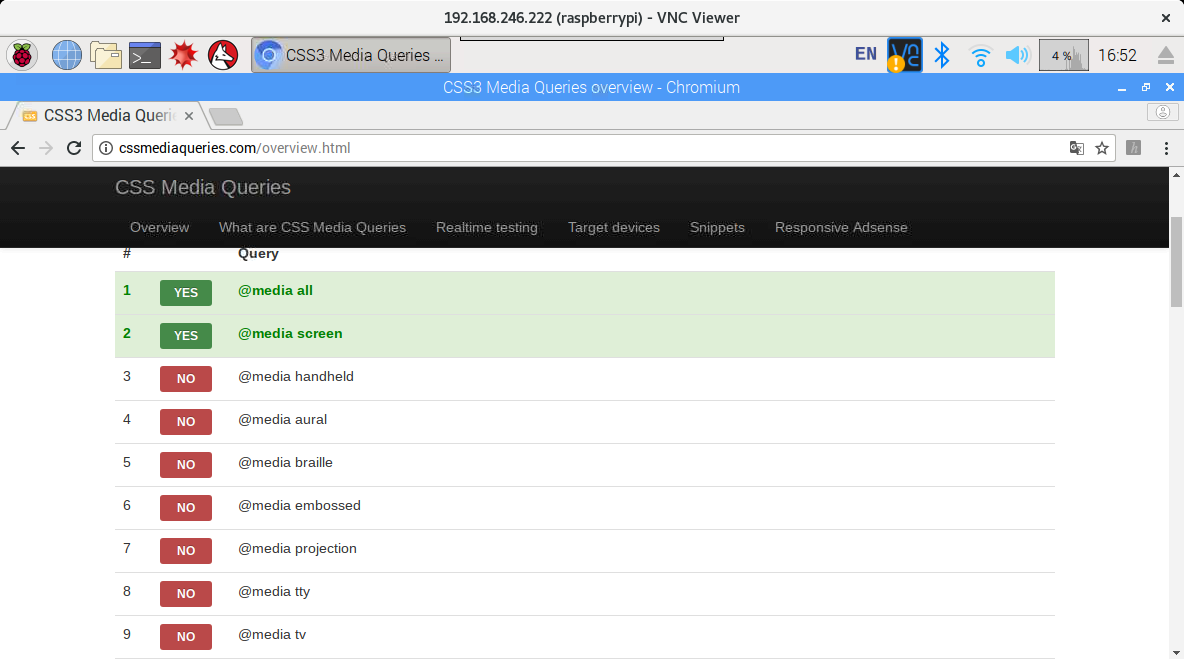 192.168.246.222 (raspberrypi) - VNC Viewer
CSS3 Media Queries ... EN VNC 4 % 16:52
CSS3 Media Queries overview - Chromium
CSS3 Media Queri
cssmediaqueries.com/overview.html
CSS Media Queries
Overview What are CSS Media Queries Realtime testing Target devices Snippets Responsive Adsense
# Query
1 YES @media all
2 YES @media screen
3 NO @media handheld
4 NO @media aural
5 NO @media braille
6 NO @media embossed
7 NO @media projection
8 NO @media tty
9 NO @media tv